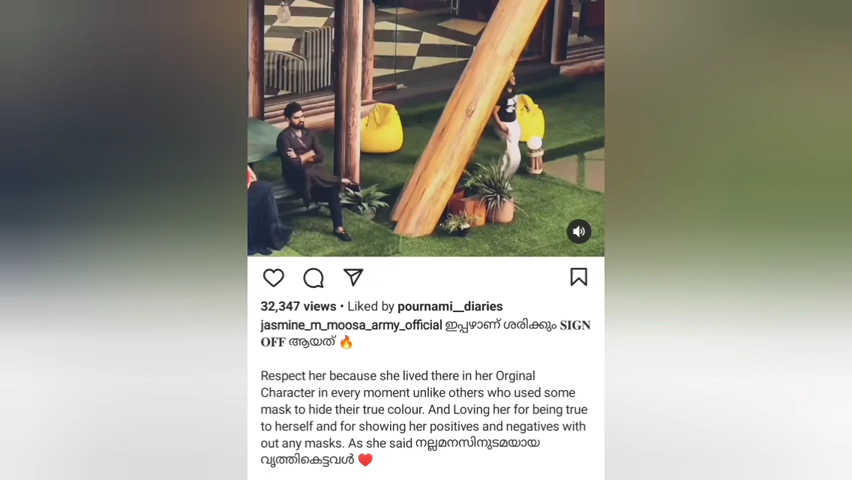 32,347 views • Liked by pournami__diaries
jasmine_m_moosa_army_official ഇപ്പഴാണ് ശരിക്കും SIGN
OFF ആയത് 🔥
Respect her because she lived there in her Orginal
Character in every moment unlike others who used some
mask to hide their true colour. And Loving her for being true
to herself and for showing her positives and negatives with
out any masks. As she said നല്ലമനസിനുടമയായ
വൃത്തികെട്ടവൾ ❤️